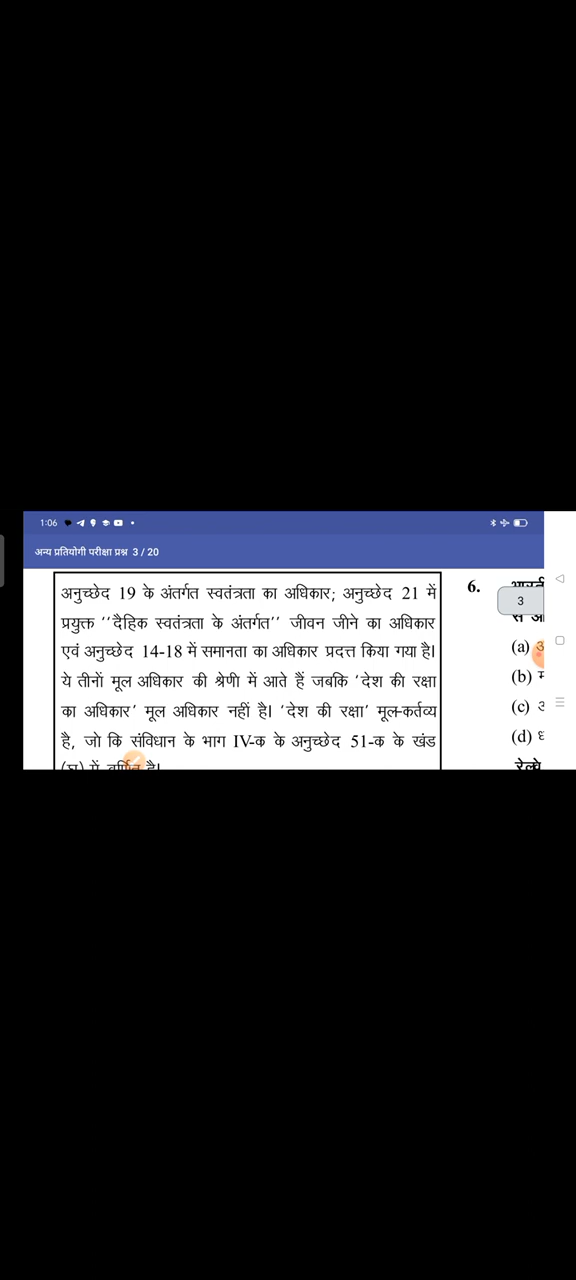 1:06
अन्य प्रतियोगी परीक्षा प्रश्न 3 / 20
अनुच्छेद 19 के अंतर्गत स्वतंत्रता का अधिकार; अनुच्छेद 21 में
प्रयुक्त ''दैहिक स्वतंत्रता के अंतर्गत'' जीवन जीने का अधिकार
एवं अनुच्छेद 14-18 में समानता का अधिकार प्रदत्त किया गया है।
ये तीनों मूल अधिकार की श्रेणी में आते हैं जबकि 'देश की रक्षा
का अधिकार' मूल अधिकार नहीं है। 'देश की रक्षा' मूल-कर्तव्य
है, जो कि संविधान के भाग IV-क के अनुच्छेद 51-क के खंड
में वर्णित है।
6.
3
(a)
(b)
(c)
(d)
रेलवे